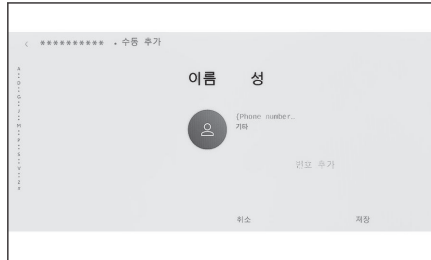 < ********** . 수동 추가
이름 성
(Phone number..
기타
번호 추가
취소 저장